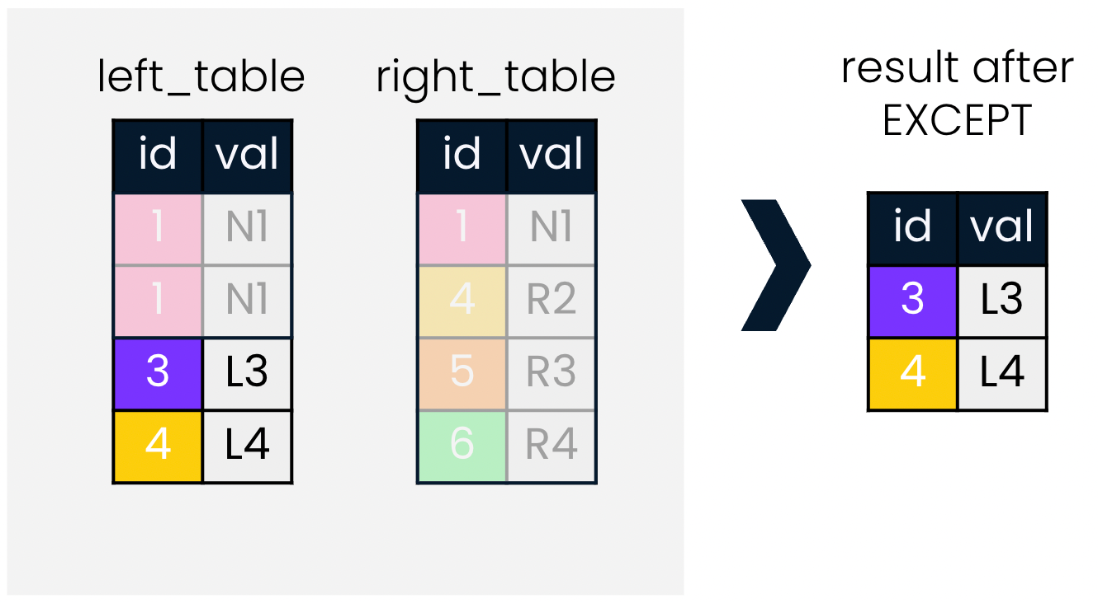 left_table
id val
1 N1
1 N1
3 L3
4 L4
right_table
id val
1 N1
4 R2
5 R3
6 R4
result after
EXCEPT
id val
3 L3
4 L4